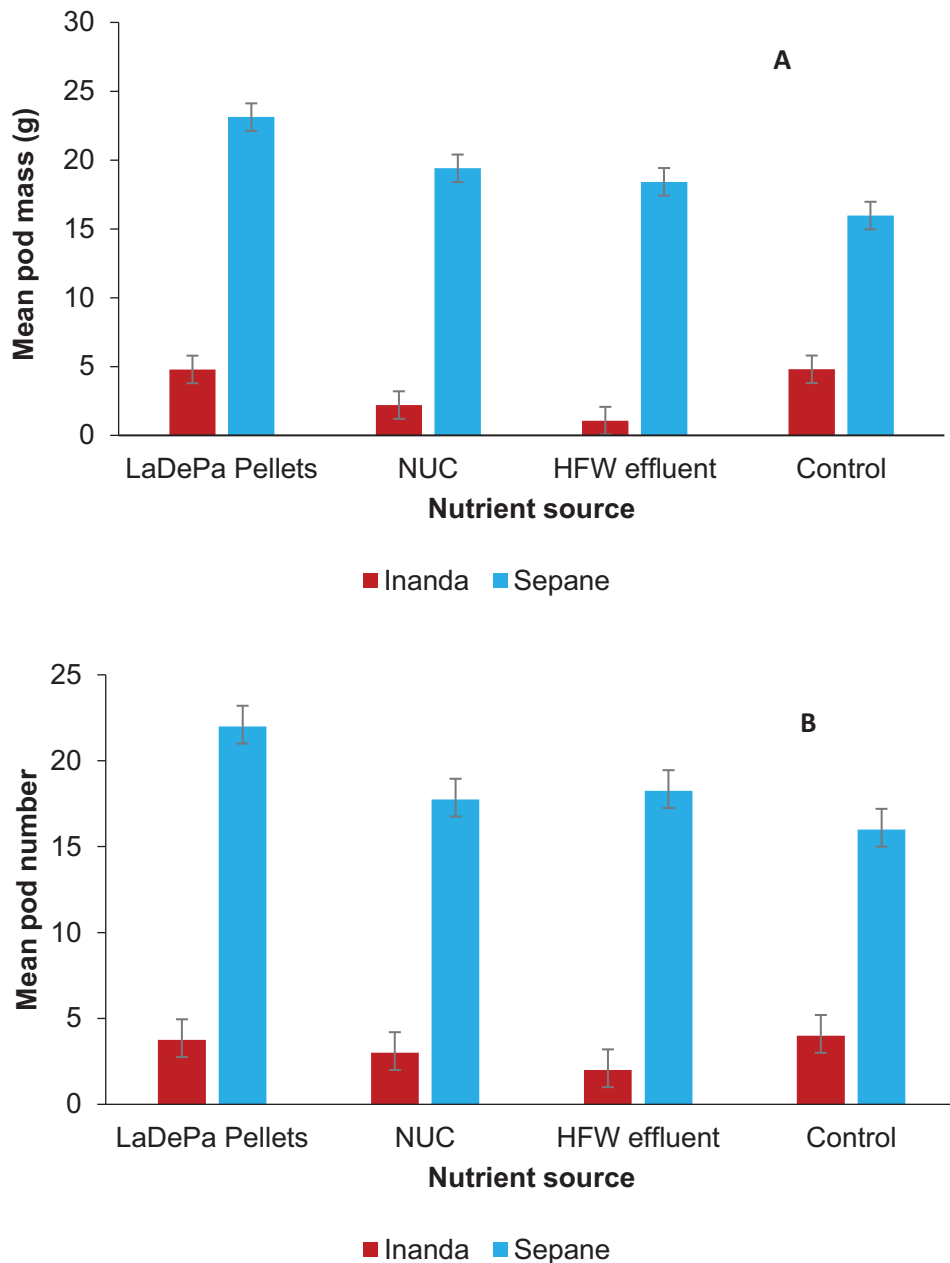 30
A
25
20
15
10
5
0
Mean pod mass (g)
LaDePa Pellets NUC HFW effluent Control
Nutrient source
Inanda Sepane
25
B
20
15
10
5
0
Mean pod number
LaDePa Pellets NUC HFW effluent Control
Nutrient source
Inanda Sepane